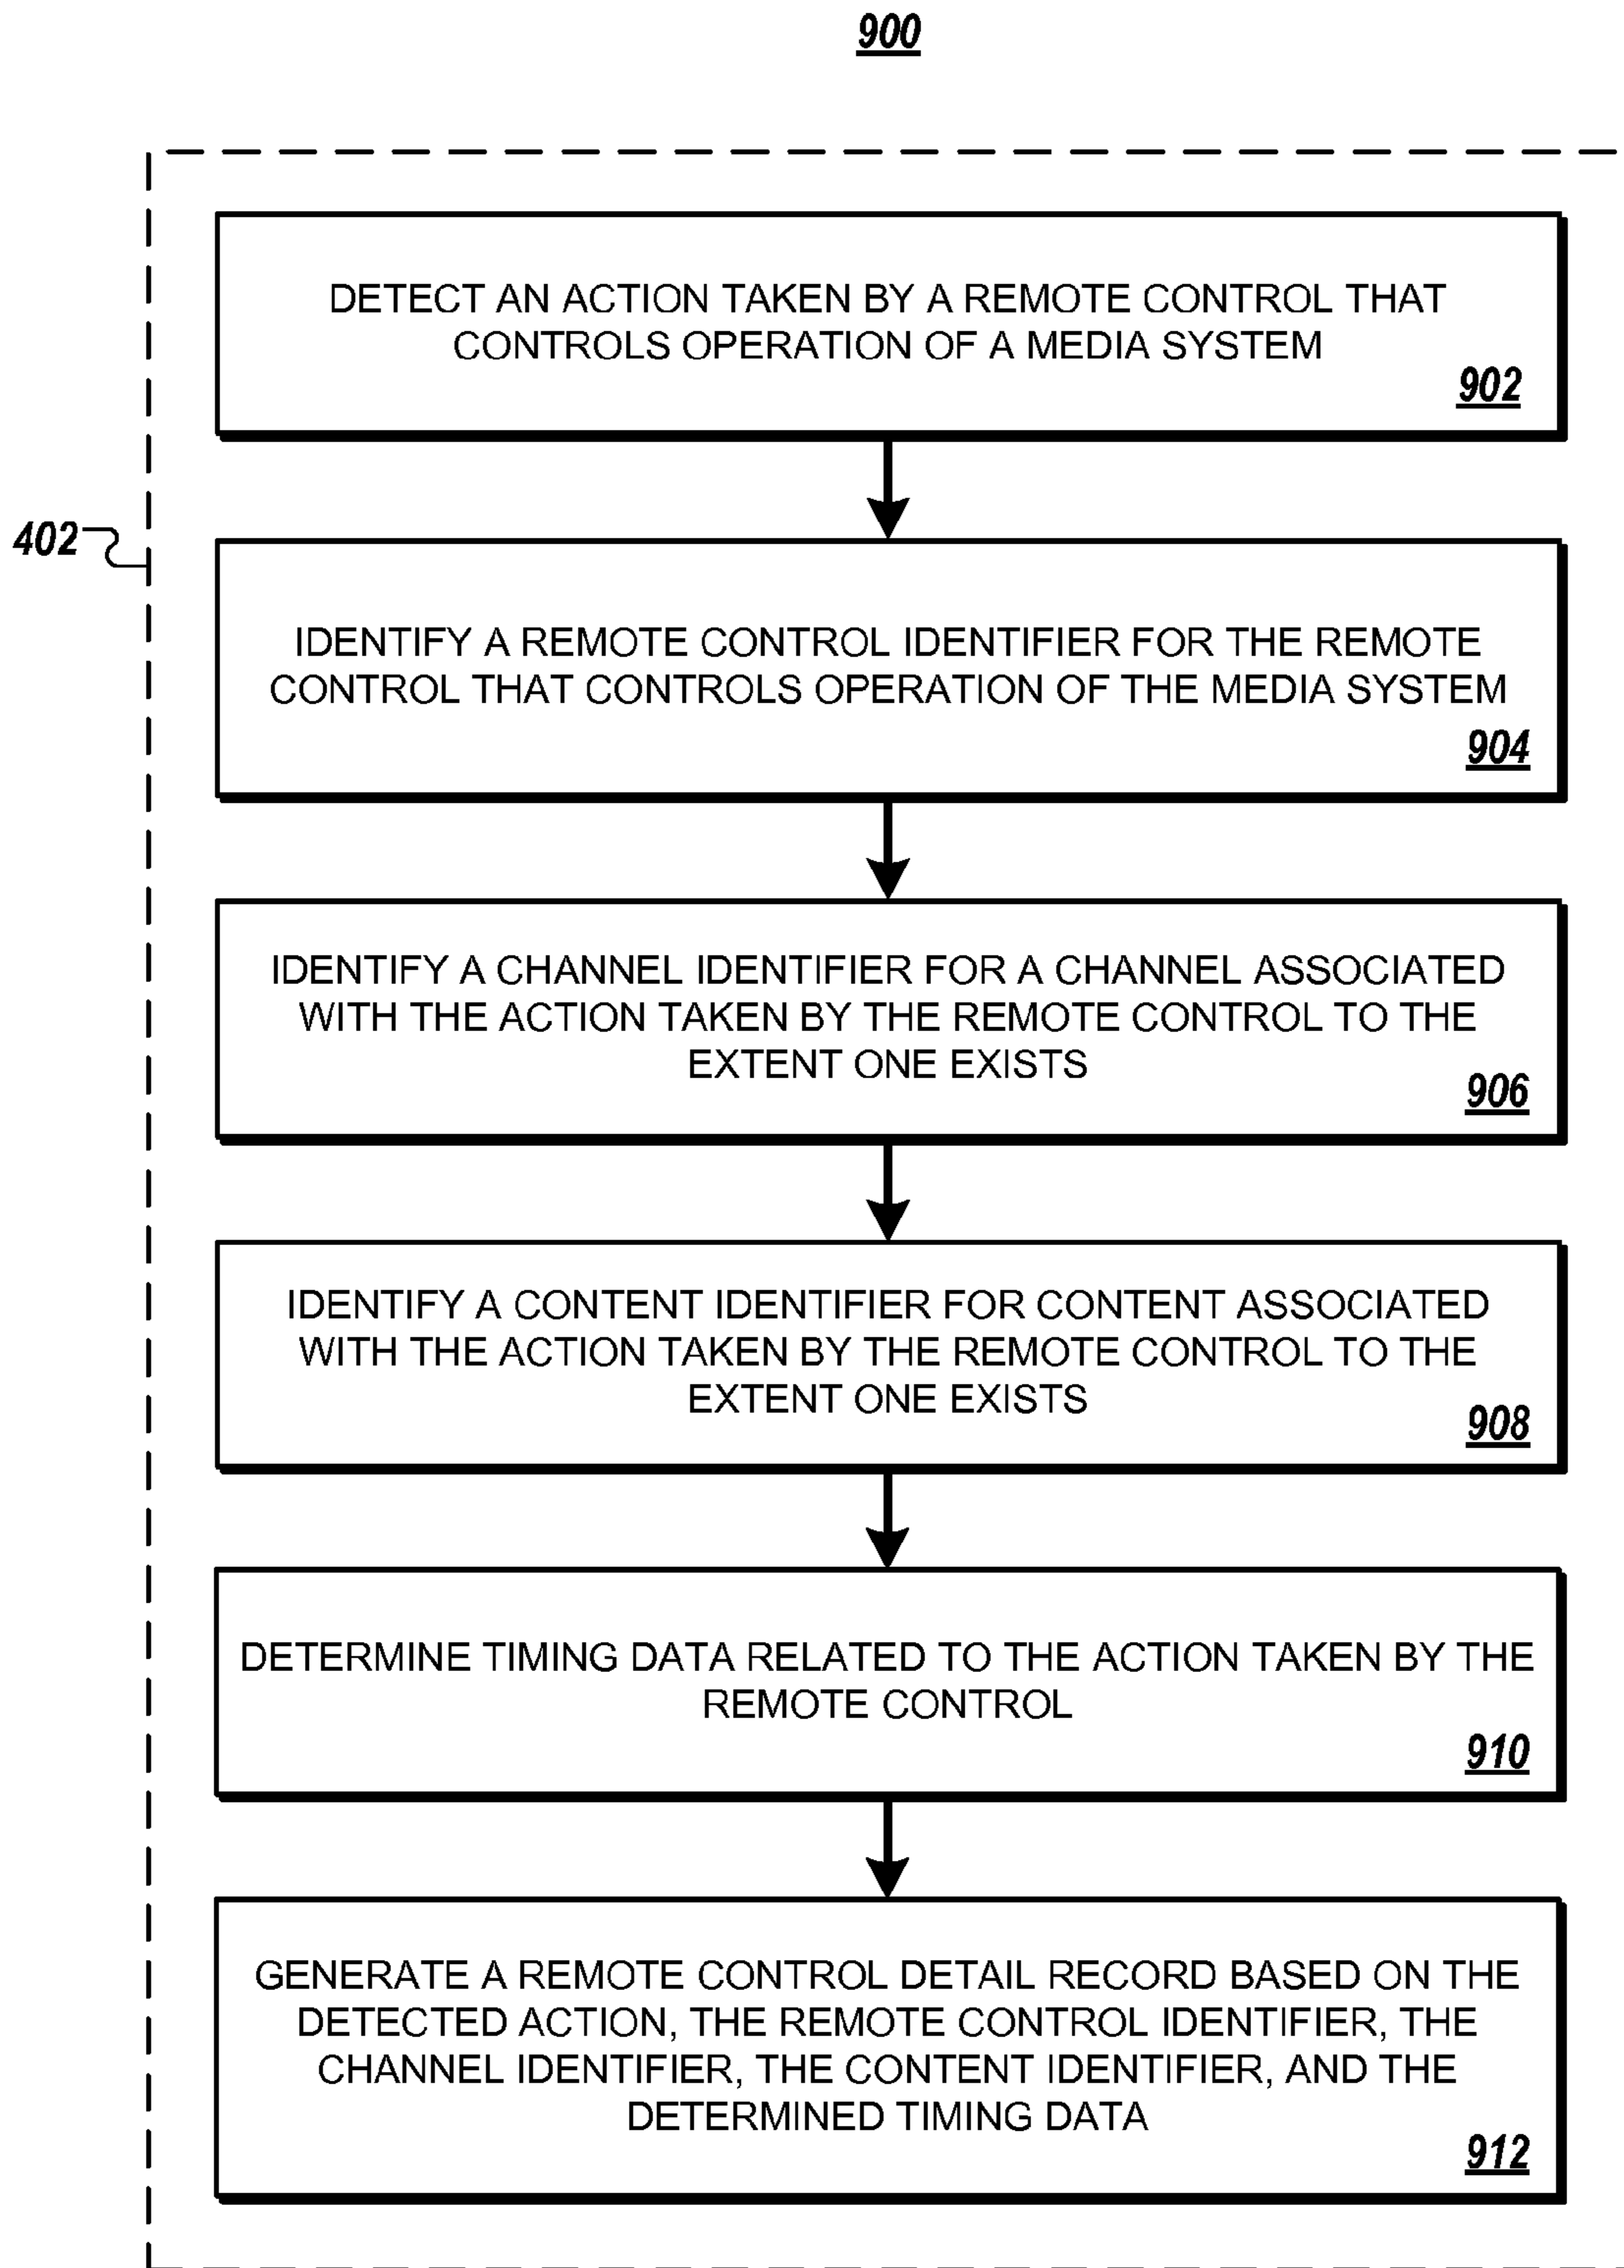 900
DETECT AN ACTION TAKEN BY A REMOTE CONTROL THAT
CONTROLS OPERATION OF A MEDIA SYSTEM
902
402
IDENTIFY A REMOTE CONTROL IDENTIFIER FOR THE REMOTE
CONTROL THAT CONTROLS OPERATION OF THE MEDIA SYSTEM
904
IDENTIFY A CHANNEL IDENTIFIER FOR A CHANNEL ASSOCIATED
WITH THE ACTION TAKEN BY THE REMOTE CONTROL TO THE
EXTENT ONE EXISTS
906
IDENTIFY A CONTENT IDENTIFIER FOR CONTENT ASSOCIATED
WITH THE ACTION TAKEN BY THE REMOTE CONTROL TO THE
EXTENT ONE EXISTS
908
DETERMINE TIMING DATA RELATED TO THE ACTION TAKEN BY THE
REMOTE CONTROL
910
GENERATE A REMOTE CONTROL DETAIL RECORD BASED ON THE
DETECTED ACTION, THE REMOTE CONTROL IDENTIFIER, THE
CHANNEL IDENTIFIER, THE CONTENT IDENTIFIER, AND THE
DETERMINED TIMING DATA
912